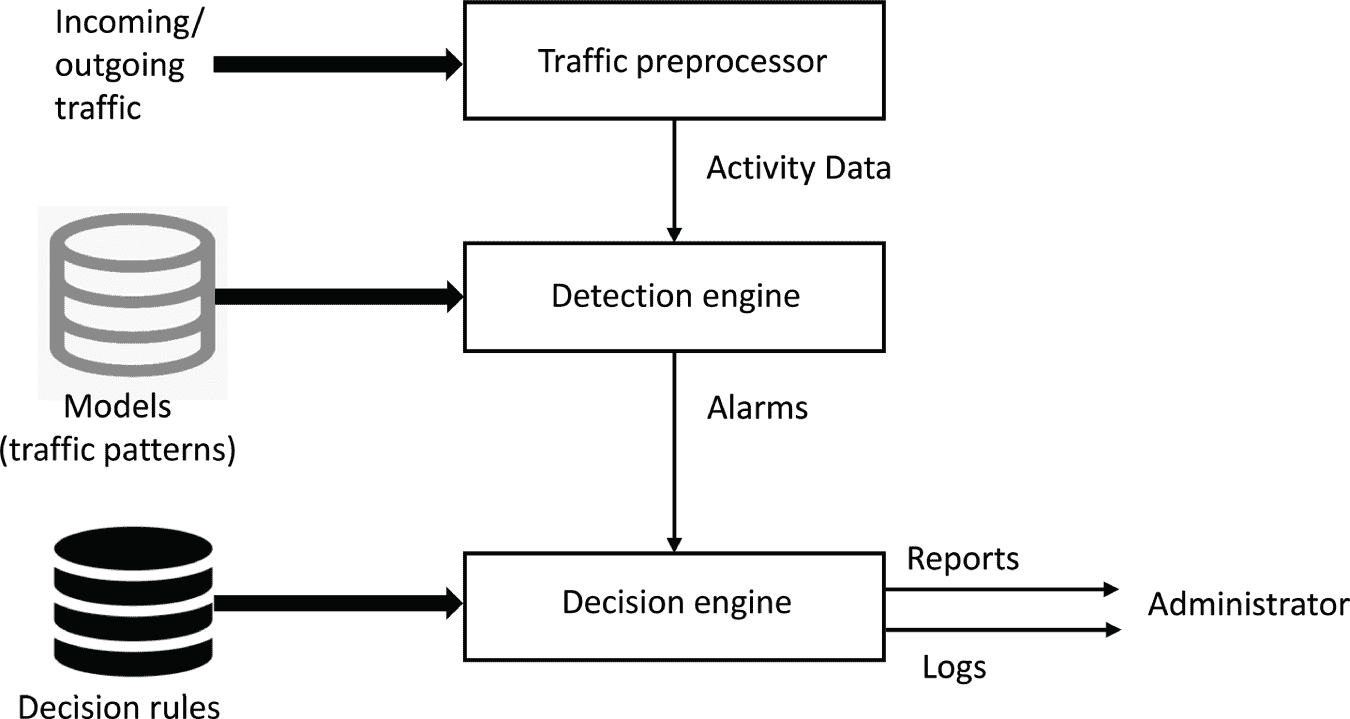 Incoming/
outgoing
traffic
Traffic preprocessor
Activity Data
Detection engine
Models
(traffic patterns)
Alarms
Decision engine
Reports
Administrator
Logs
Decision rules